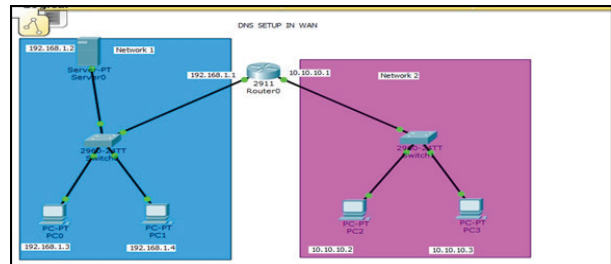 DNS SETUP IN WAN
192.168.1.2
Network 1
Server-PT
Server0
192.168.1.1
10.10.10.1
2911
Router0
Network 2
2960-24TT
2960-24TT
PC-PT
PC0
PC-PT
PC1
192.168.1.3
192.168.1.4
PC-PT
PC2
PC-PT
PC3
10.10.10.2
10.10.10.3